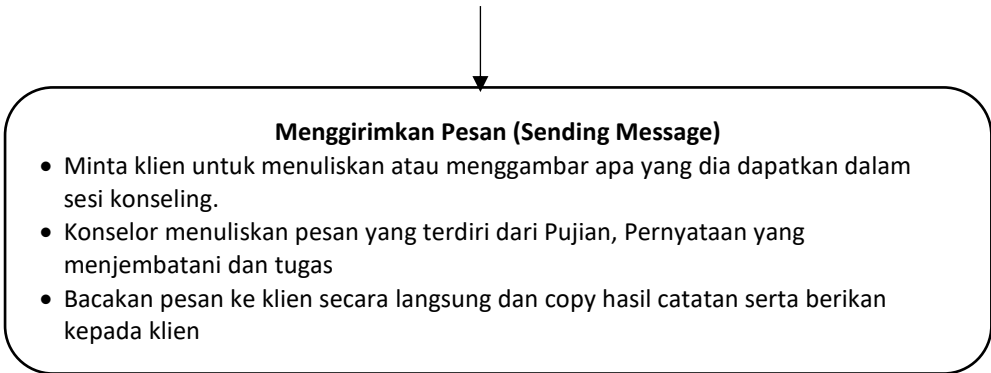 Menggirimkan Pesan (Sending Message)
• Minta klien untuk menuliskan atau menggambar apa yang dia dapatkan dalam
sesi konseling.
• Konselor menuliskan pesan yang terdiri dari Pujian, Pernyataan yang
menjembatani dan tugas
• Bacakan pesan ke klien secara langsung dan copy hasil catatan serta berikan
kepada klien